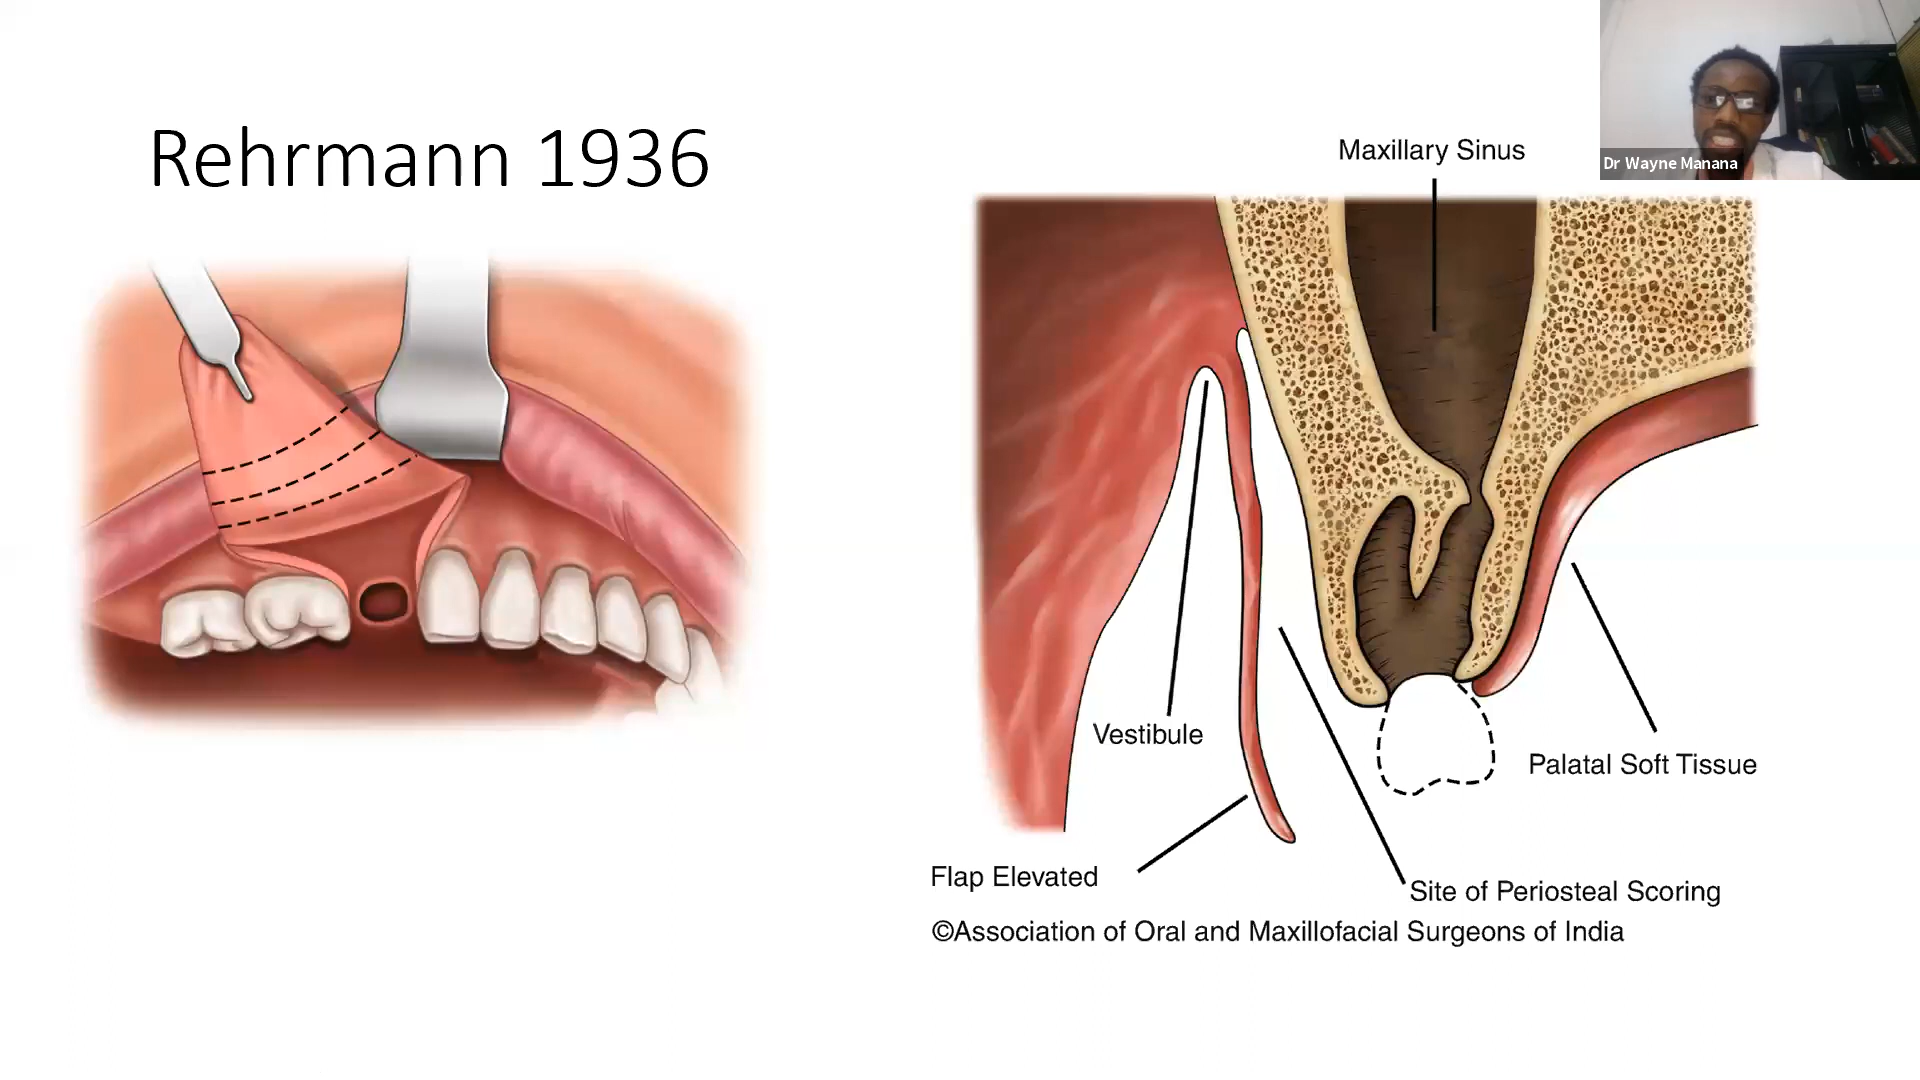 Rehrmann 1936
Maxillary Sinus
Dr Wayne Manana
Vestibule
Palatal Soft Tissue
Flap Elevated
Site of Periosteal Scoring
©Association of Oral and Maxillofacial Surgeons of India